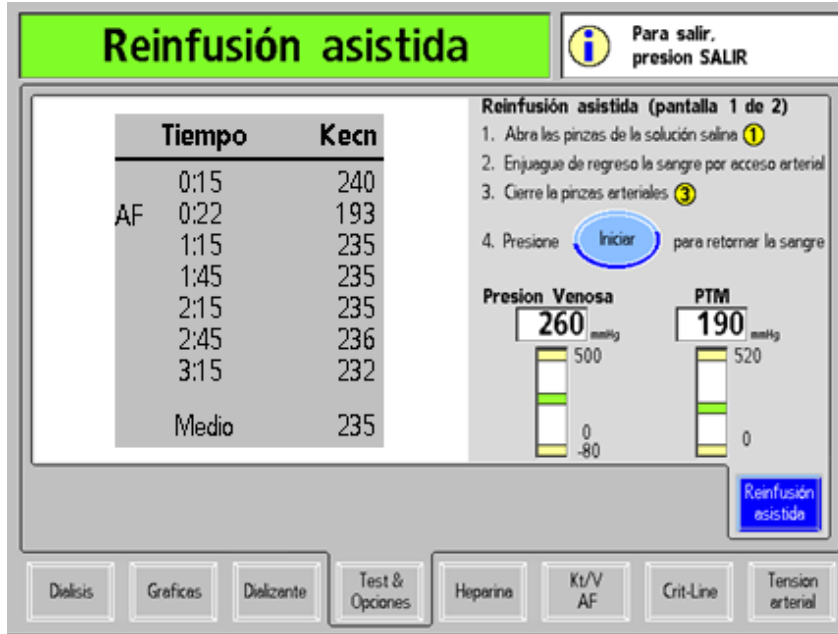 Reinfusión asistida
Para salir,
presion SALIR
Tiempo Kecn
0:15 240
AF 0:22 193
1:15 235
1:45 235
2:15 235
2:45 236
3:15 232
Medio 235
Reinfusión asistida (pantalla 1 de 2)
1. Abra las pinzas de la solución salina 1
2. Enjuague de regreso la sangre por acceso arterial
3. Cierre la pinzas arteriales 3
4. Presione Iniciar para retornar la sangre
Presion Venosa PTM
260 mmHg 190 mmHg
500 520
0 0
-80
Reinfusión
asistida
Dialisis Graficas Dializante Test & Opciones Heparina Kt/V AF Crit-Line Tension arterial